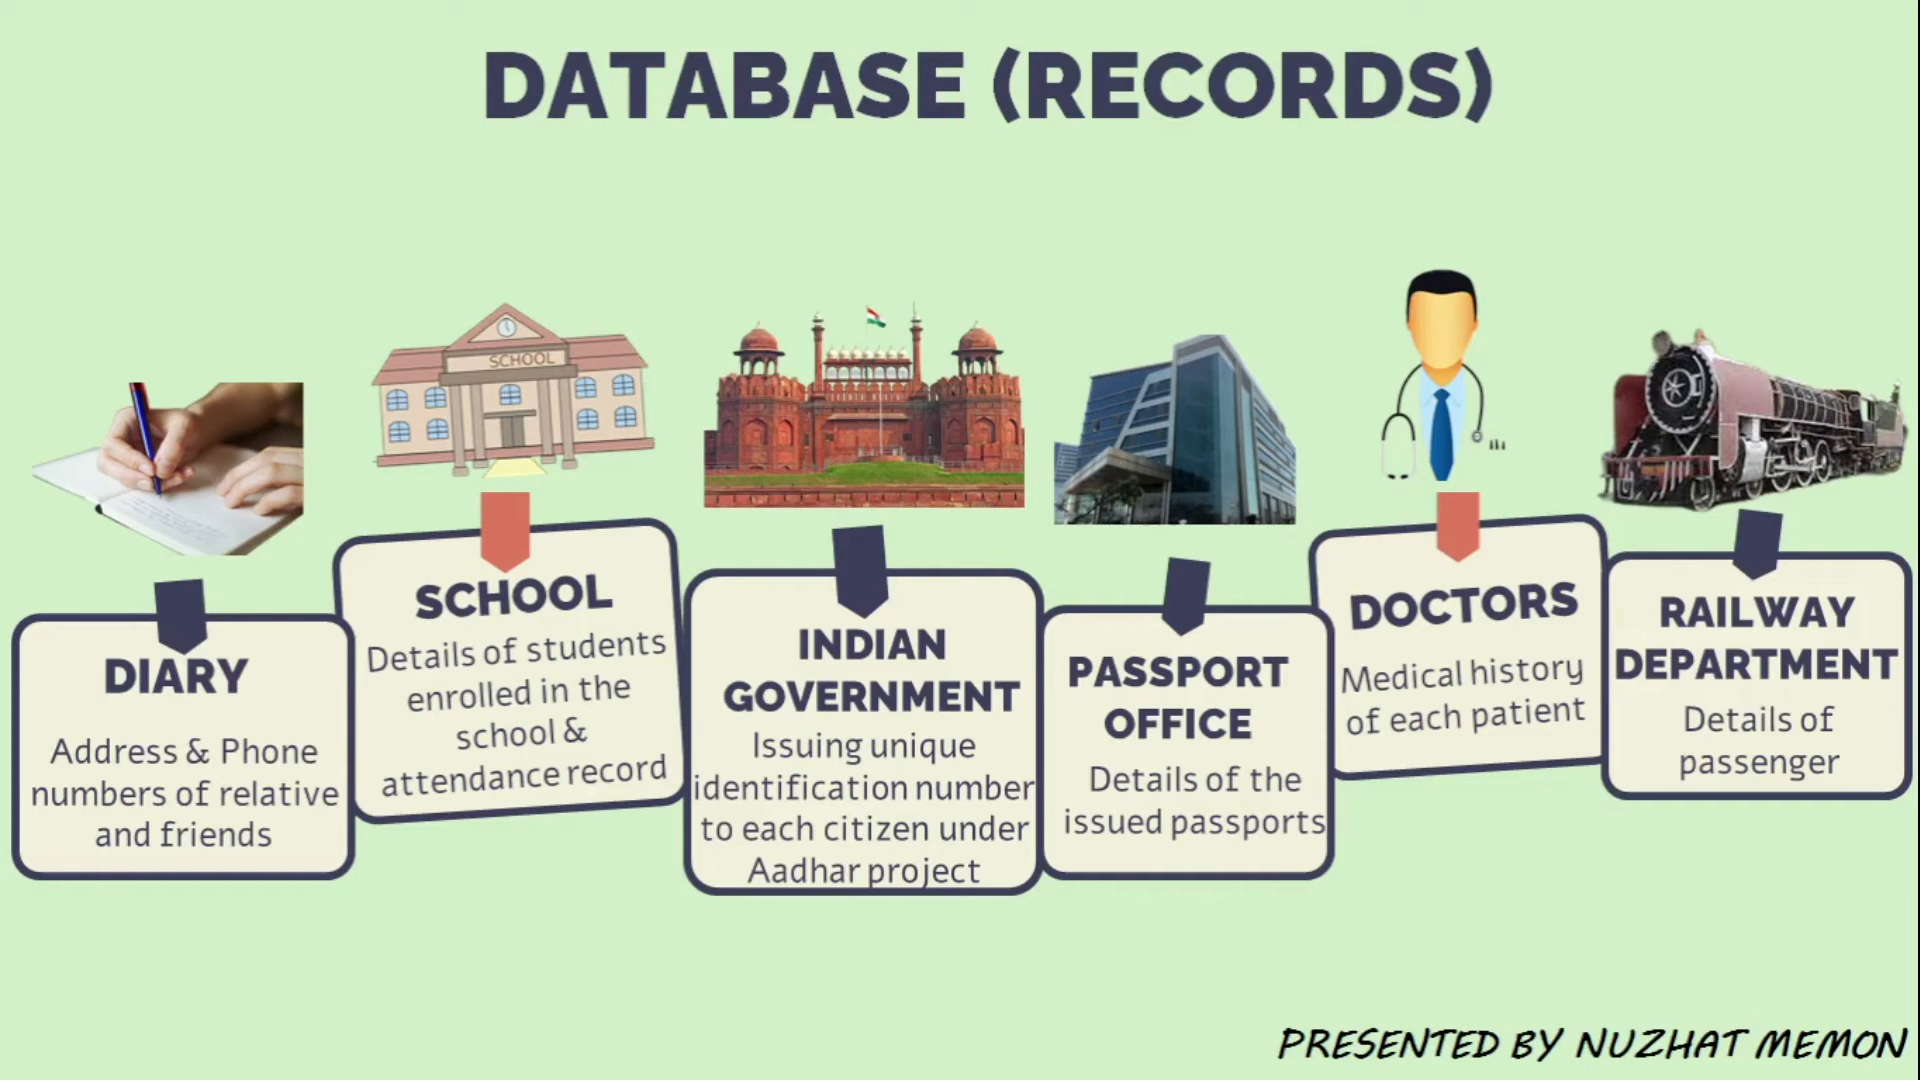 DATABASE (RECORDS)
SCHOOL
DIARY
Address & Phone
numbers of relative
and friends
SCHOOL
Details of students
enrolled in the
school &
attendance record
INDIAN
GOVERNMENT
Issuing unique
identification number
to each citizen under
Aadhar project
PASSPORT
OFFICE
Details of the
issued passports
DOCTORS
Medical history
of each patient
RAILWAY
DEPARTMENT
Details of
passenger
PRESENTED BY NUZHAT MEMON